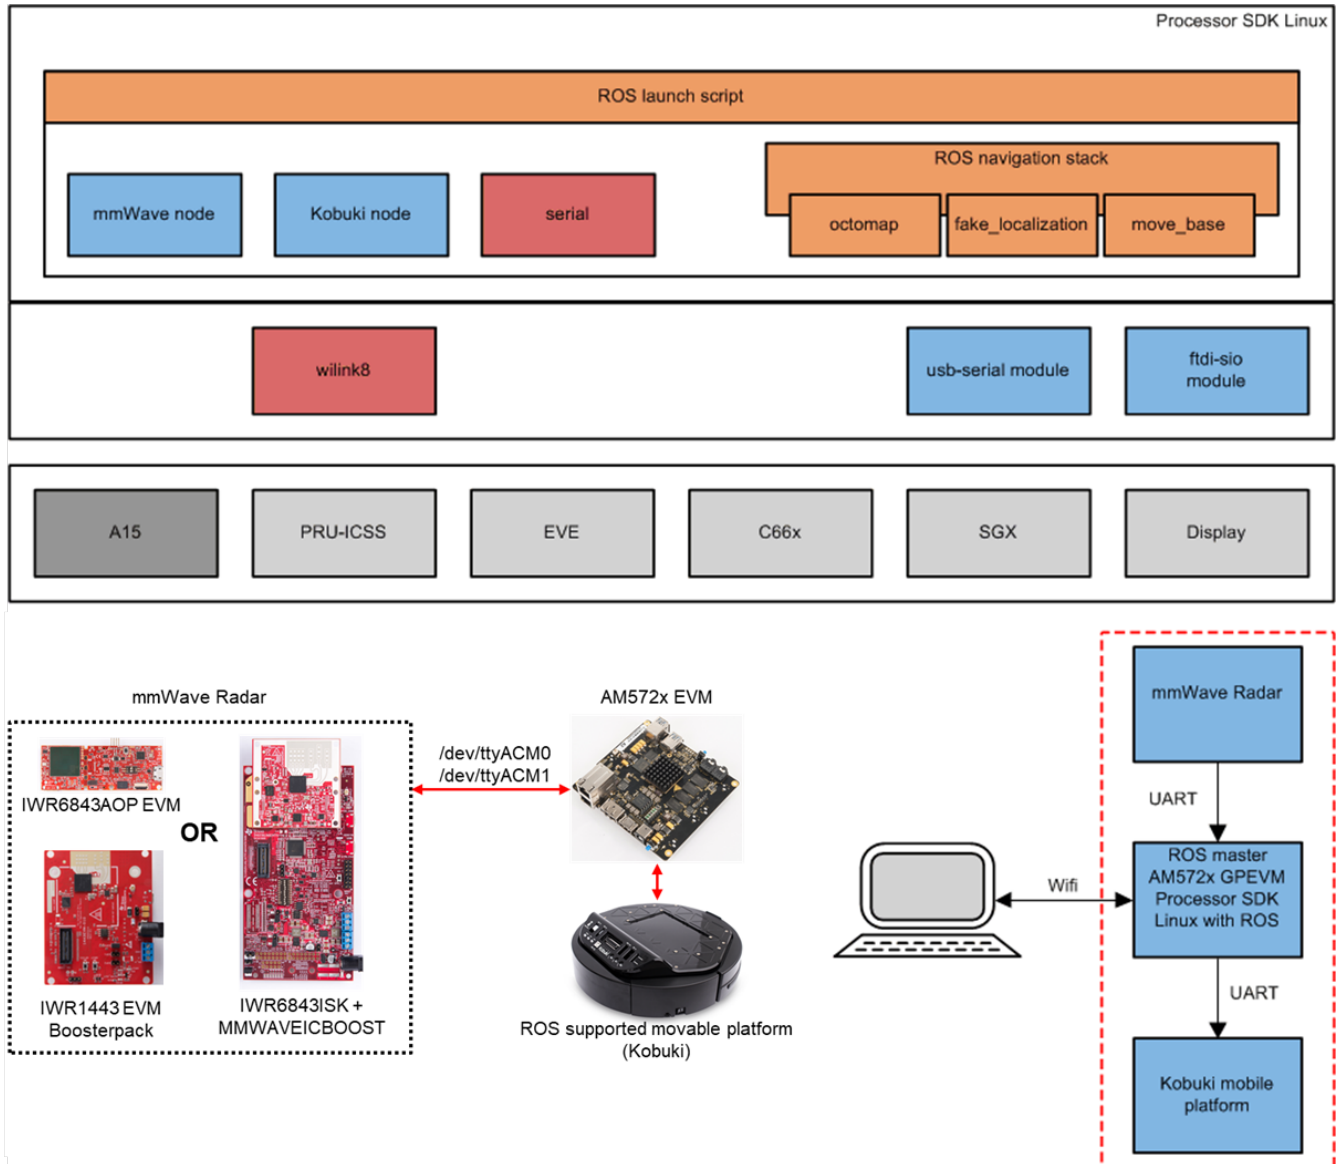 Processor SDK Linux
ROS launch script
ROS navigation stack
mmWave node
Kobuki node
serial
octomap
fake_localization
move_base
wilink8
usb-serial module
ftdi-sio
module
A15
PRU-ICSS
EVE
C66x
SGX
Display
mmWave Radar
IWR6843AOP EVM
OR
IWR1443 EVM
Boosterpack
IWR6843ISK +
MMWAVEICBOOST
/dev/ttyACM0
/dev/ttyACM1
AM572x EVM
ROS supported movable platform
(Kobuki)
Wifi
mmWave Radar
UART
ROS master
AM572x GPEVM
Processor SDK
Linux with ROS
UART
Kobuki mobile
platform